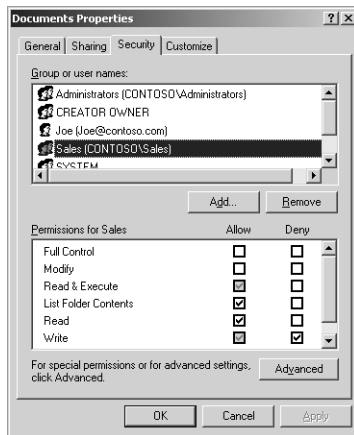 Documents Properties
General Sharing Security Customize
Group or user names:
Administrators (CONTOSO\Administrators)
CREATOR OWNER
Joe (Joe@contoso.com)
Sales (CONTOSO\Sales)
SYSTEM
Add... Remove
Permissions for Sales Allow Deny
Full Control
Modify
Read & Execute
List Folder Contents
Read
Write
For special permissions or for advanced settings,
click Advanced.
Advanced
OK Cancel Apply